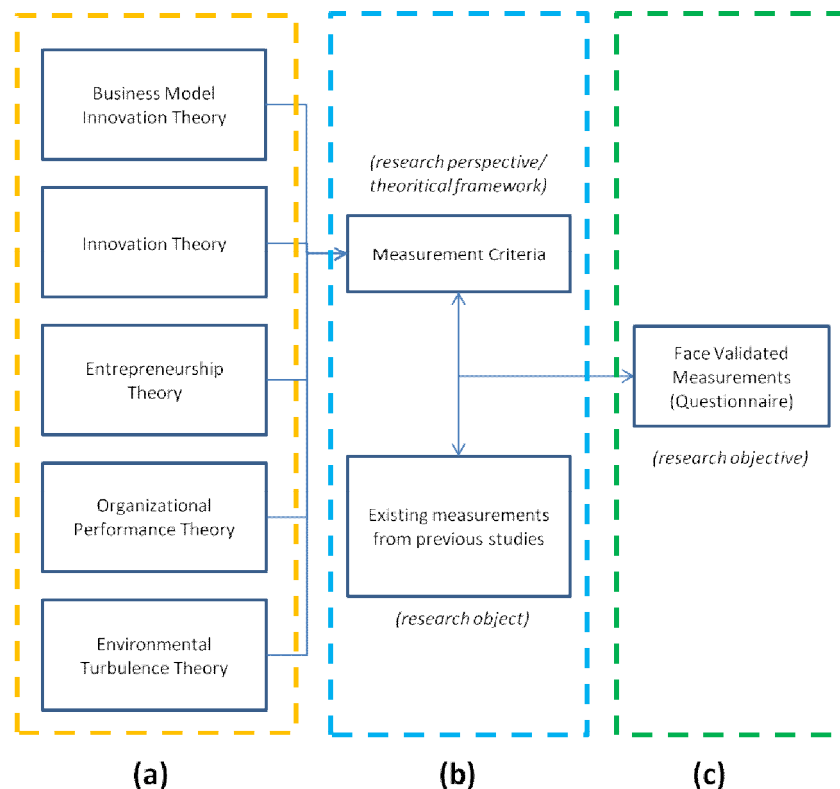 Business Model
Innovation Theory
Innovation Theory
Entrepreneurship
Theory
Organizational
Performance Theory
Environmental
Turbulence Theory
(research perspective/
theoritical framework)
Measurement Criteria
Existing measurements
from previous studies
(research object)
Face Validated
Measurements
(Questionnaire)
(research objective)
(a)
(b)
(c)